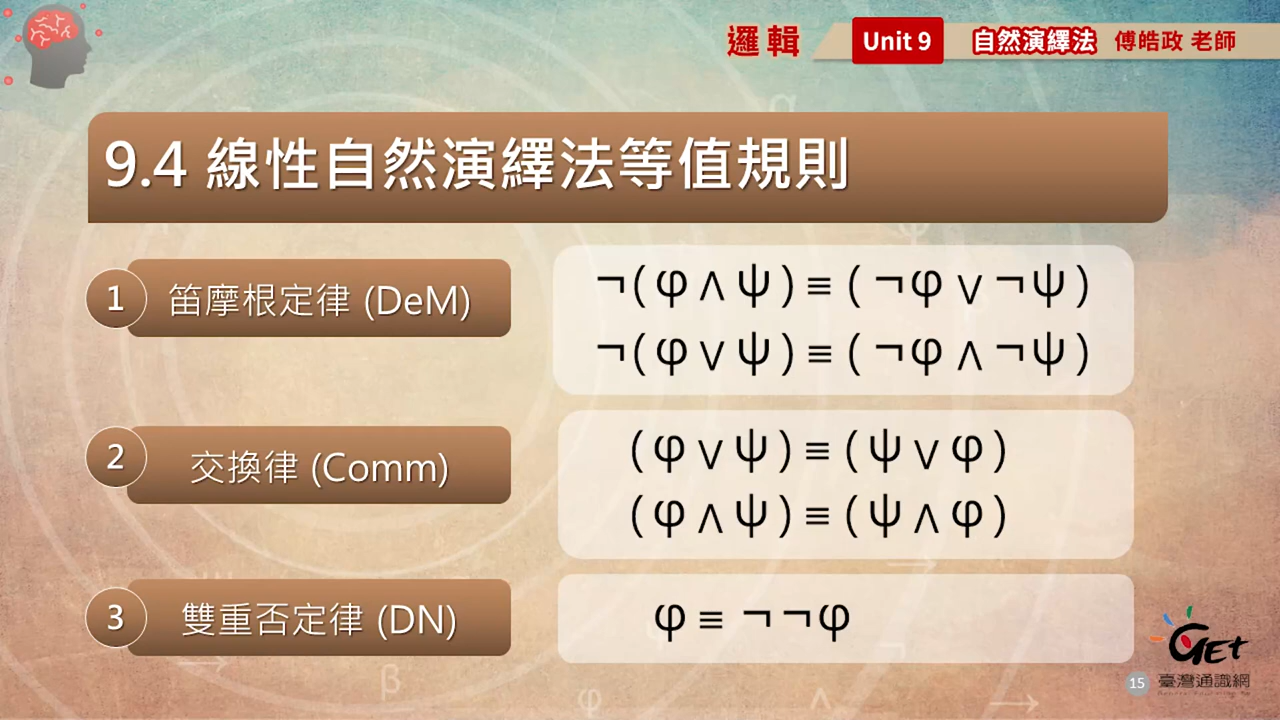 邏輯 Unit 9 自然演繹法 傅皓政 老師
9.4 線性自然演繹法等值規則
1 笛摩根定律 (DeM)
¬(φ∧ψ)≡(¬φ∨¬ψ)
¬(φ∨ψ)≡(¬φ∧¬ψ)
2 交換律 (Comm)
(φ∨ψ)≡(ψ∨φ)
(φ∧ψ)≡(ψ∧φ)
3 雙重否定律 (DN)
φ≡¬¬φ
GET
15 臺灣通識網